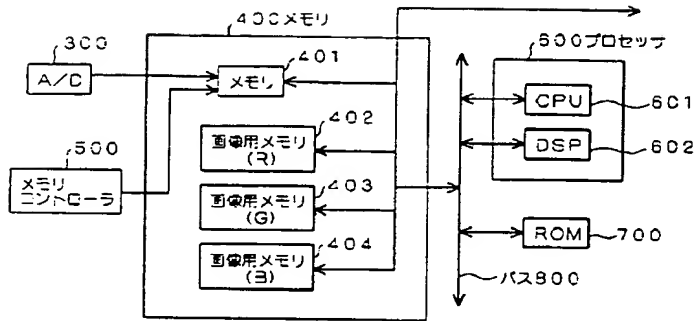 400メモリ
300
A/D
401
メモリ
402
画像用メモリ
(R)
500
メモリ
コントローラ
403
画像用メモリ
(G)
404
画像用メモリ
(B)
600プロセッサ
CPU
601
DSP
602
ROM
700
バス800